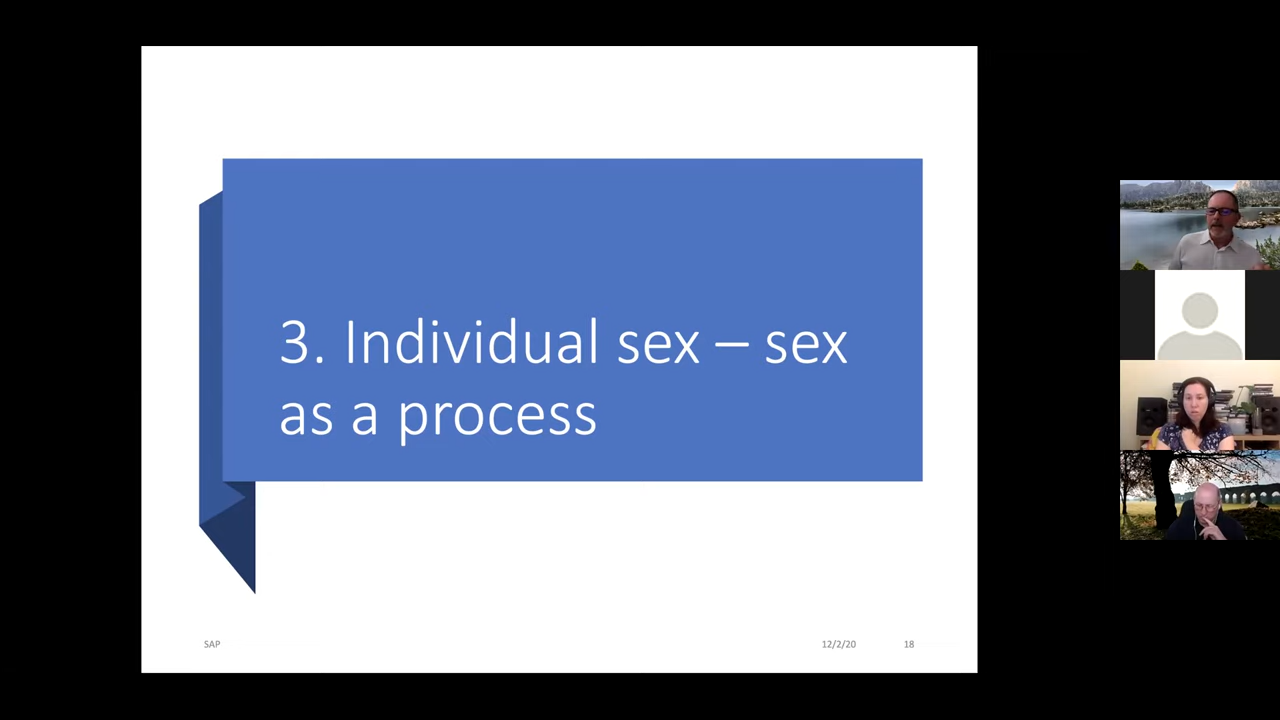 3. Individual sex – sex
as a process
SAP
12/2/20
18